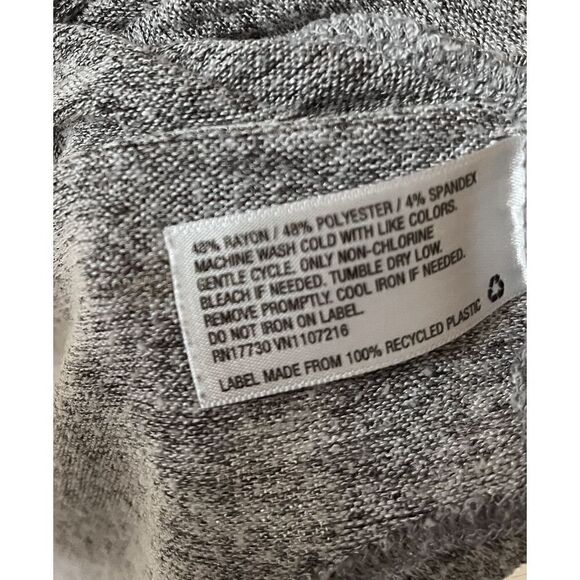 48% RAYON / 48% POLYESTER / 4% SPANDEX
MACHINE WASH COLD WITH LIKE COLORS.
GENTLE CYCLE. ONLY NON-CHLORINE
BLEACH IF NEEDED. TUMBLE DRY LOW.
REMOVE PROMPTLY. COOL IRON IF NEEDED.
DO NOT IRON ON LABEL.
RN17730 VN1107216
LABEL MADE FROM 100% RECYCLED PLASTIC